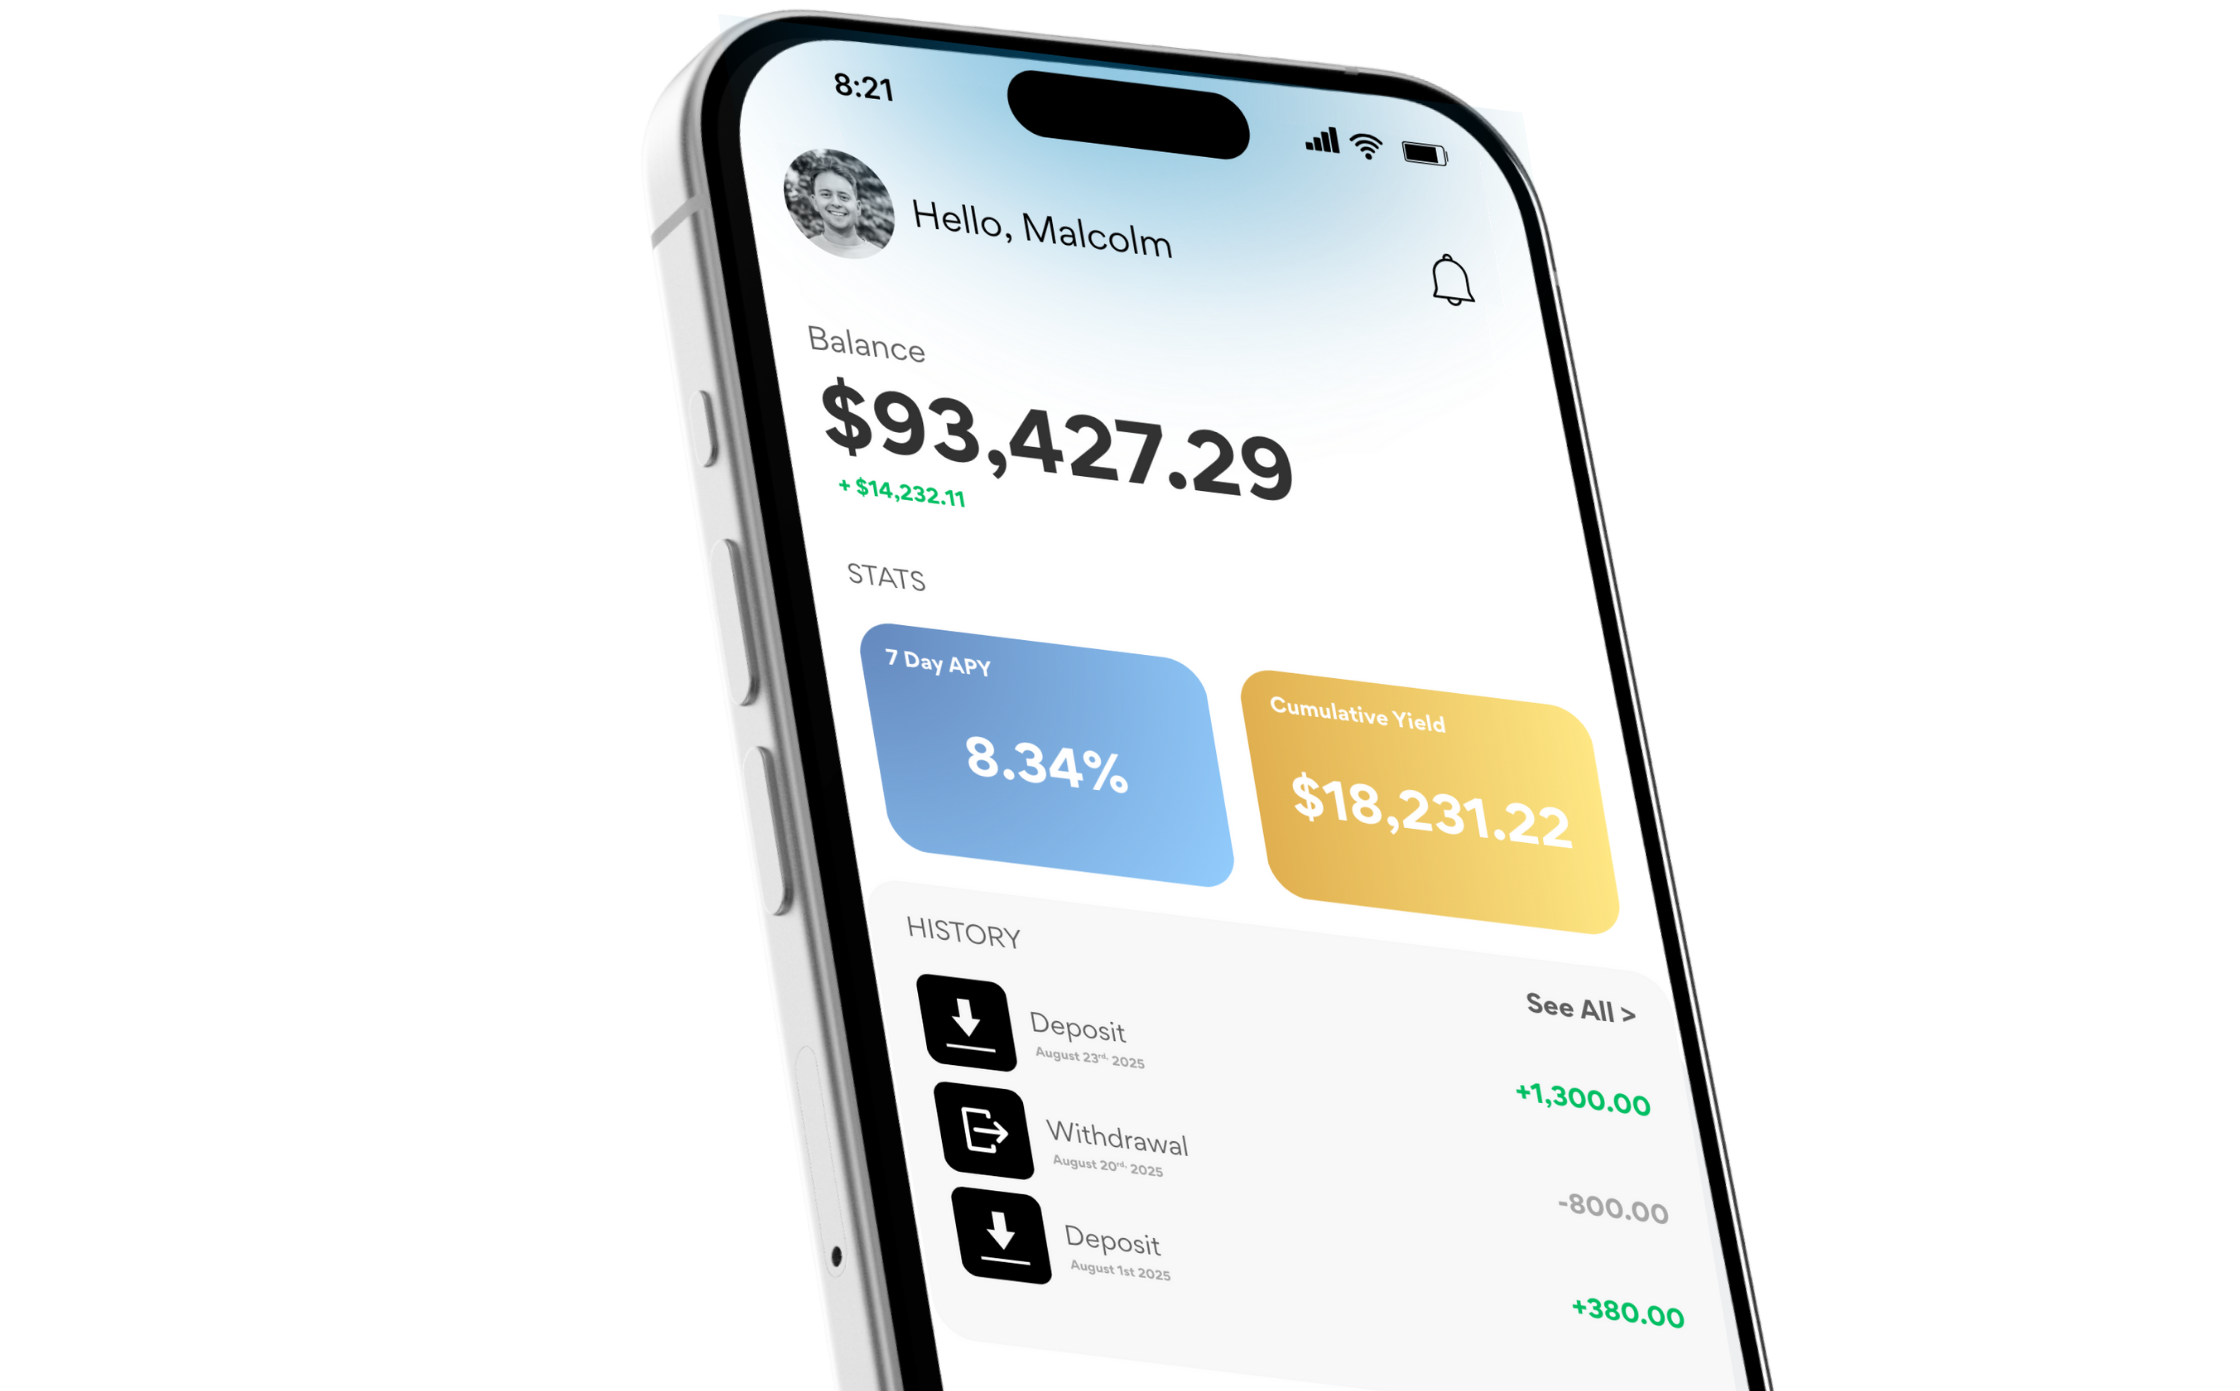 8:21
Hello, Malcolm
Balance
$93,427.29
+ $14,232.11
STATS
7 Day APY
8.34%
Cumulative Yield
$18,231.22
HISTORY
See All >
Deposit
August 23rd, 2025
+1,300.00
Withdrawal
August 20rd, 2025
-800.00
Deposit
August 1st 2025
+380.00